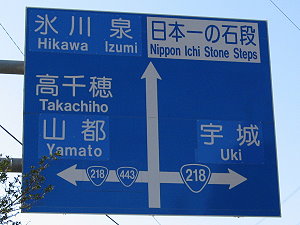 氷川 泉
Hikawa Izumi
日本一の石段
Nippon Ichi Stone Steps
高千穂
Takachiho
山都
Yamato
宇城
Uki
218 443 218